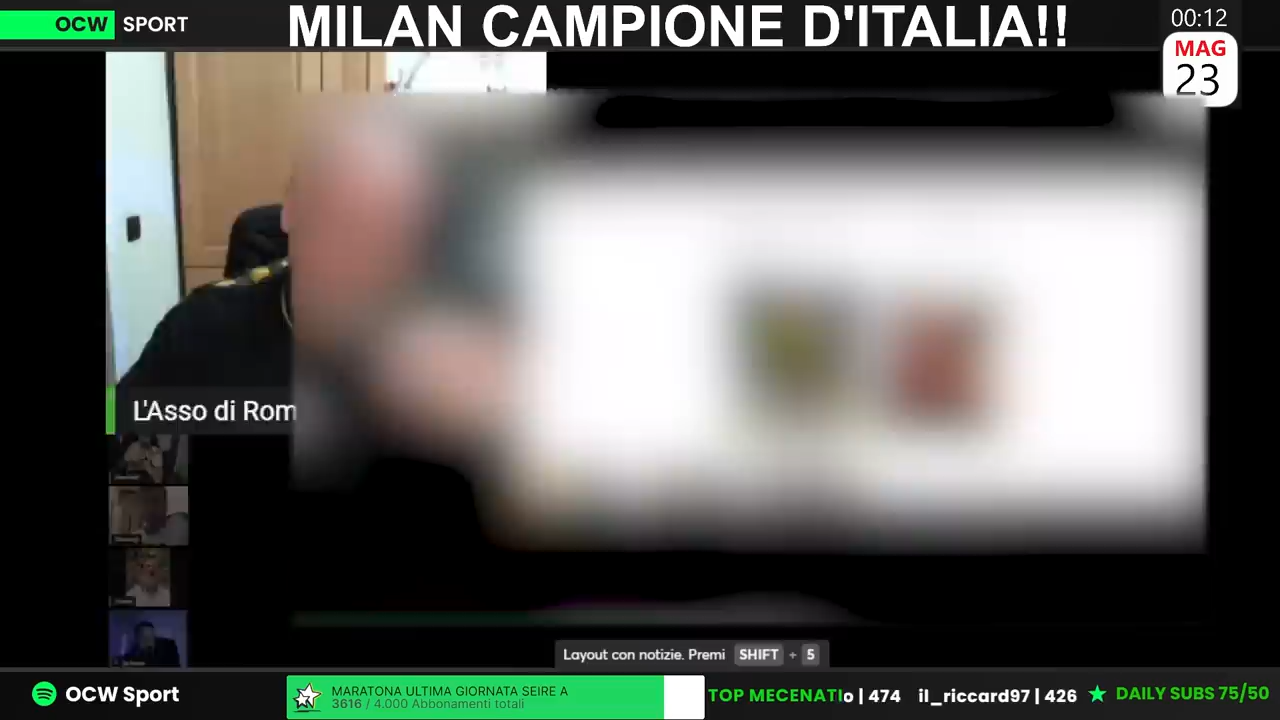 OCW SPORT
MILAN CAMPIONE D'ITALIA!!
00:12
MAG
23
L'Asso di Rom
Layout con notizie. Premi SHIFT + 5
OCW Sport
MARATONA ULTIMA GIORNATA SEIRE A
3616 / 4.000 Abbonamenti totali
TOP MECENATI
o | 474 il_riccard97 | 426
DAILY SUBS 75/50